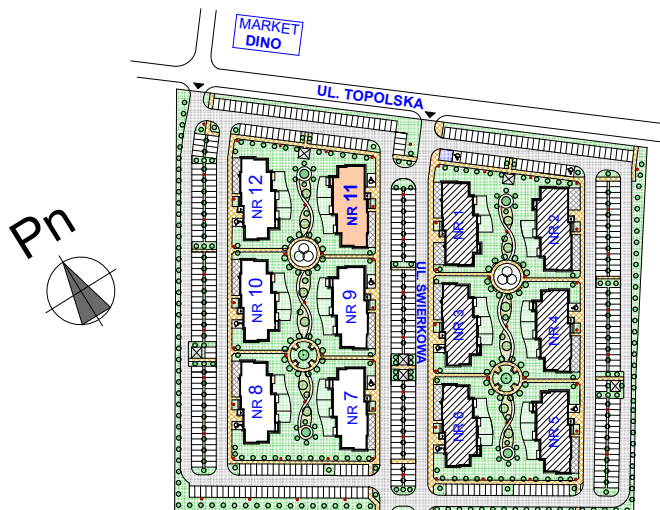 MARKET
DINO
UL. TOPOLSKA
Pn
NR 12
NR 11
NR 1
NR 2
UL. ŚWIERKOWA
NR 10
NR 9
NR 3
NR 4
NR 8
NR 7
NR 6
NR 5